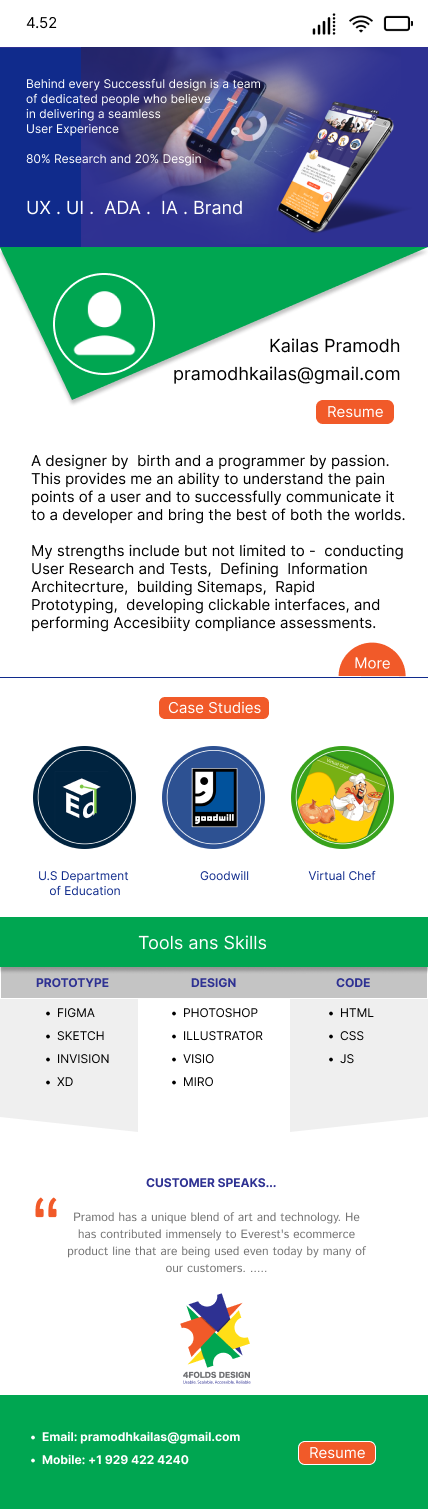 4.52
Behind every Successful design is a team
of dedicated people who believe
in delivering a seamless
User Experience
80% Research and 20% Desgin
UX . UI .  ADA .  IA . Brand
Kailas Pramodh
pramodhkailas@gmail.com
Resume
A designer by  birth and a programmer by passion.
This provides me an ability to understand the pain
points of a user and to successfully communicate it
to a developer and bring the best of both the worlds.
My strengths include but not limited to -  conducting
User Research and Tests,  Defining  Information
Architecrture,  building Sitemaps,  Rapid
Prototyping,  developing clickable interfaces, and
performing Accesibiity compliance assessments.
More
Case Studies
Ed
goodwill
Virtual Chef
U.S Department
of Education
Goodwill
Virtual Chef
Tools ans Skills
PROTOTYPE
DESIGN
CODE
• FIGMA
• SKETCH
• INVISION
• XD
• PHOTOSHOP
• ILLUSTRATOR
• VISIO
• MIRO
• HTML
• CSS
• JS
CUSTOMER SPEAKS...
“
Pramod has a unique blend of art and technology. He
has contributed immensely to Everest's ecommerce
product line that are being used even today by many of
our customers. .....
4FOLDS DESIGN
Usable, Scalable, Accessible, Reliable
• Email: pramodhkailas@gmail.com
• Mobile: +1 929 422 4240
Resume